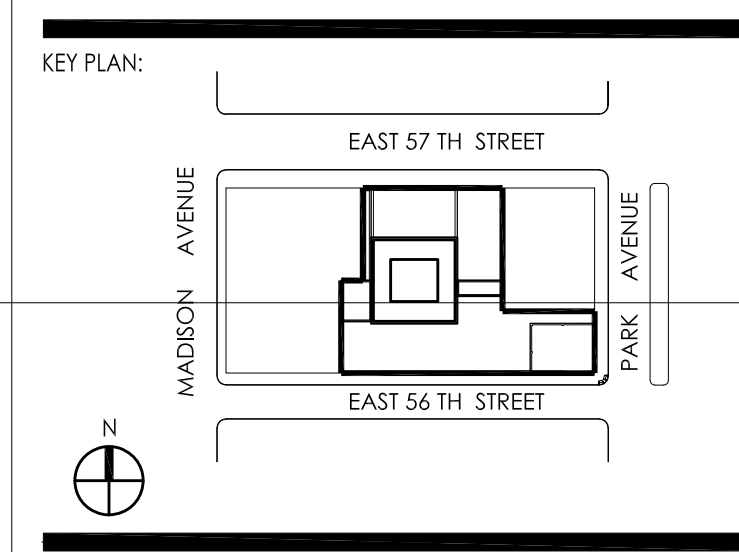 KEY PLAN:
EAST 57 TH STREET
MADISON AVENUE
PARK AVENUE
EAST 56 TH STREET
N